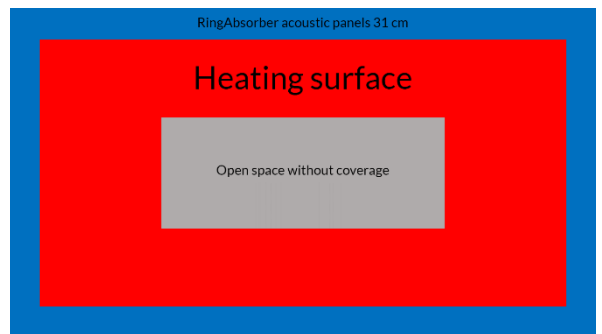 RingAbsorber acoustic panels 31 cm
Heating surface
Open space without coverage